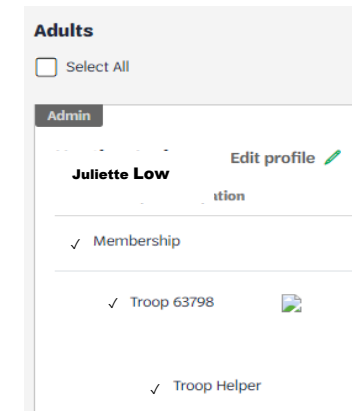 Adults
Select All
Admin
Edit profile
Juliette Low
Membership
Troop 63798
Troop Helper